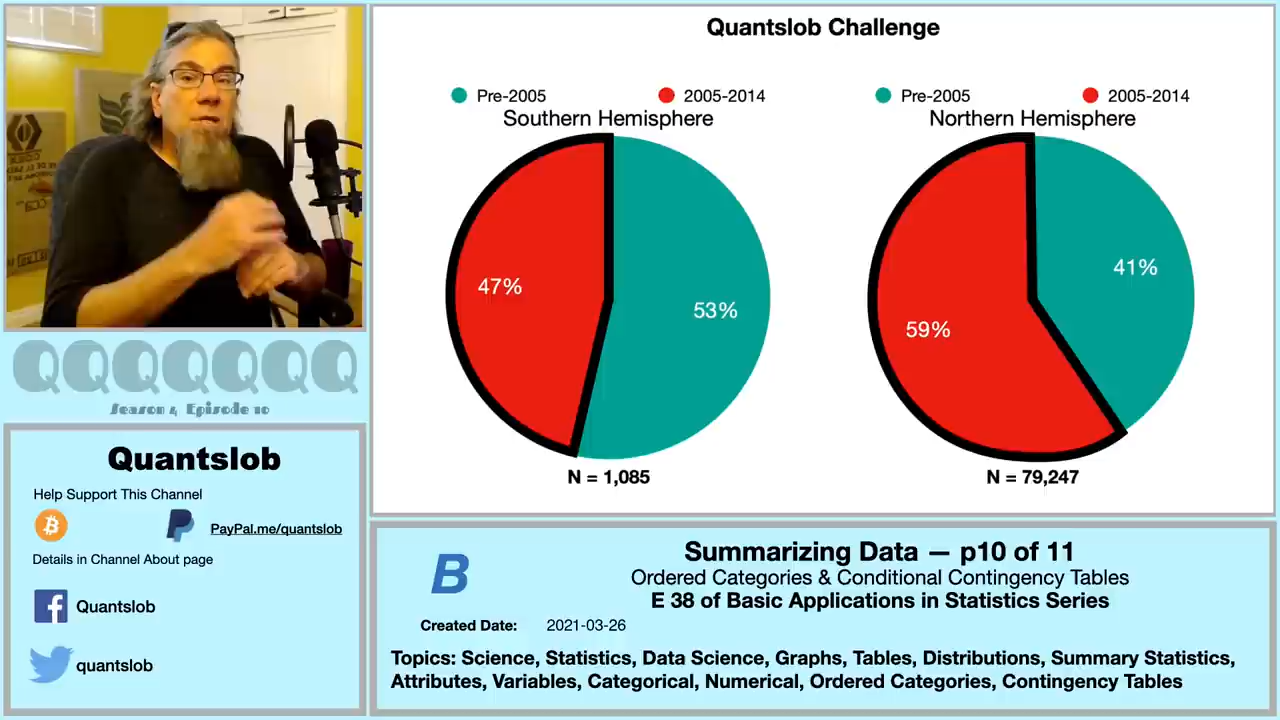 Quantslob Challenge
Pre-2005
2005-2014
Southern Hemisphere
47%
53%
N = 1,085
Pre-2005
2005-2014
Northern Hemisphere
41%
59%
N = 79,247
QQQQQQQ
Season 4 Episode 10
Quantslob
Help Support This Channel
PayPal.me/quantslob
Details in Channel About page
Quantslob
quantslob
B
Summarizing Data — p10 of 11
Ordered Categories & Conditional Contingency Tables
E 38 of Basic Applications in Statistics Series
Created Date: 2021-03-26
Topics: Science, Statistics, Data Science, Graphs, Tables, Distributions, Summary Statistics,
Attributes, Variables, Categorical, Numerical, Ordered Categories, Contingency Tables